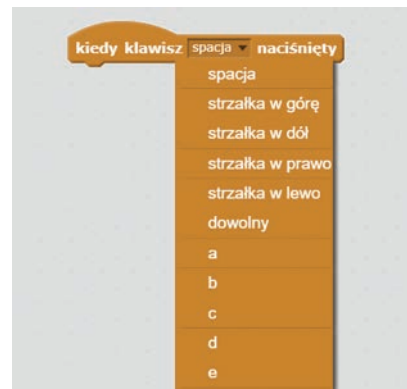 kiedy klawisz spacja naciśnięty
spacja
strzałka w górę
strzałka w dół
strzałka w prawo
strzałka w lewo
dowolny
a
b
c
d
e